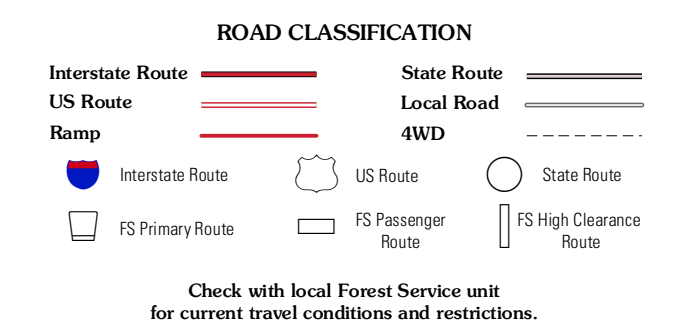 ROAD CLASSIFICATION
Interstate Route
State Route
US Route
Local Road
Ramp
4WD
Interstate Route
US Route
State Route
FS Primary Route
FS Passenger
Route
FS High Clearance
Route
Check with local Forest Service unit
for current travel conditions and restrictions.